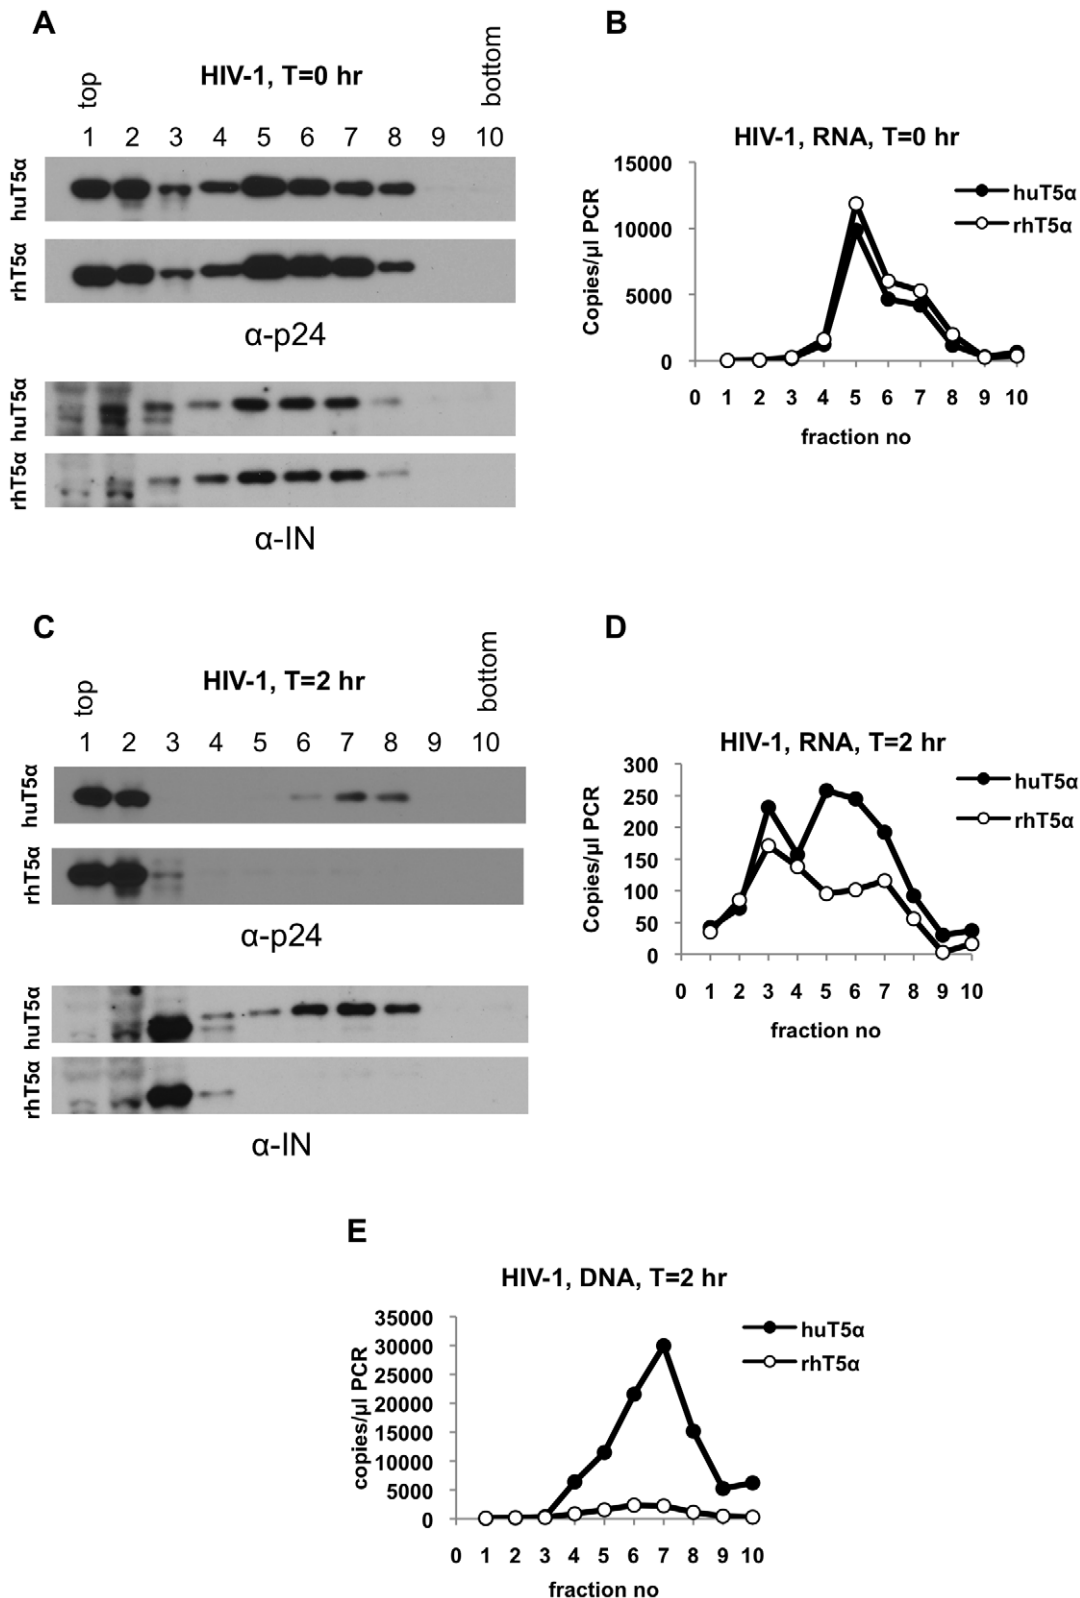 A
HIV-1, T=0 hr
top
bottom
1 2 3 4 5 6 7 8 9 10
huT5α
rhT5α
α-p24
huT5α
rhT5α
α-IN
B
HIV-1, RNA, T=0 hr
Copies/µl PCR
15000
10000
5000
0
0 1 2 3 4 5 6 7 8 9 10
fraction no
huT5α
rhT5α
C
HIV-1, T=2 hr
top
bottom
1 2 3 4 5 6 7 8 9 10
huT5α
rhT5α
α-p24
huT5α
rhT5α
α-IN
D
HIV-1, RNA, T=2 hr
Copies/µl PCR
300
250
200
150
100
50
0
0 1 2 3 4 5 6 7 8 9 10
fraction no
huT5α
rhT5α
E
HIV-1, DNA, T=2 hr
copies/µl PCR
35000
30000
25000
20000
15000
10000
5000
0
0 1 2 3 4 5 6 7 8 9 10
fraction no
huT5α
rhT5α